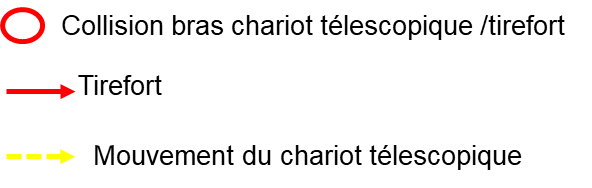 Collision bras chariot télescopique /tirefort
Tirefort
Mouvement du chariot télescopique